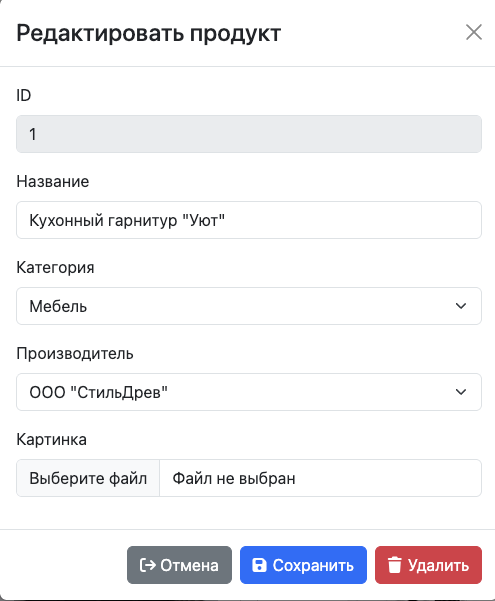 Редактировать продукт
ID
1
Название
Кухонный гарнитур "Уют"
Категория
Мебель
Производитель
ООО "СтильДрев"
Картинка
Выберите файл Файл не выбран
Отмена Сохранить Удалить